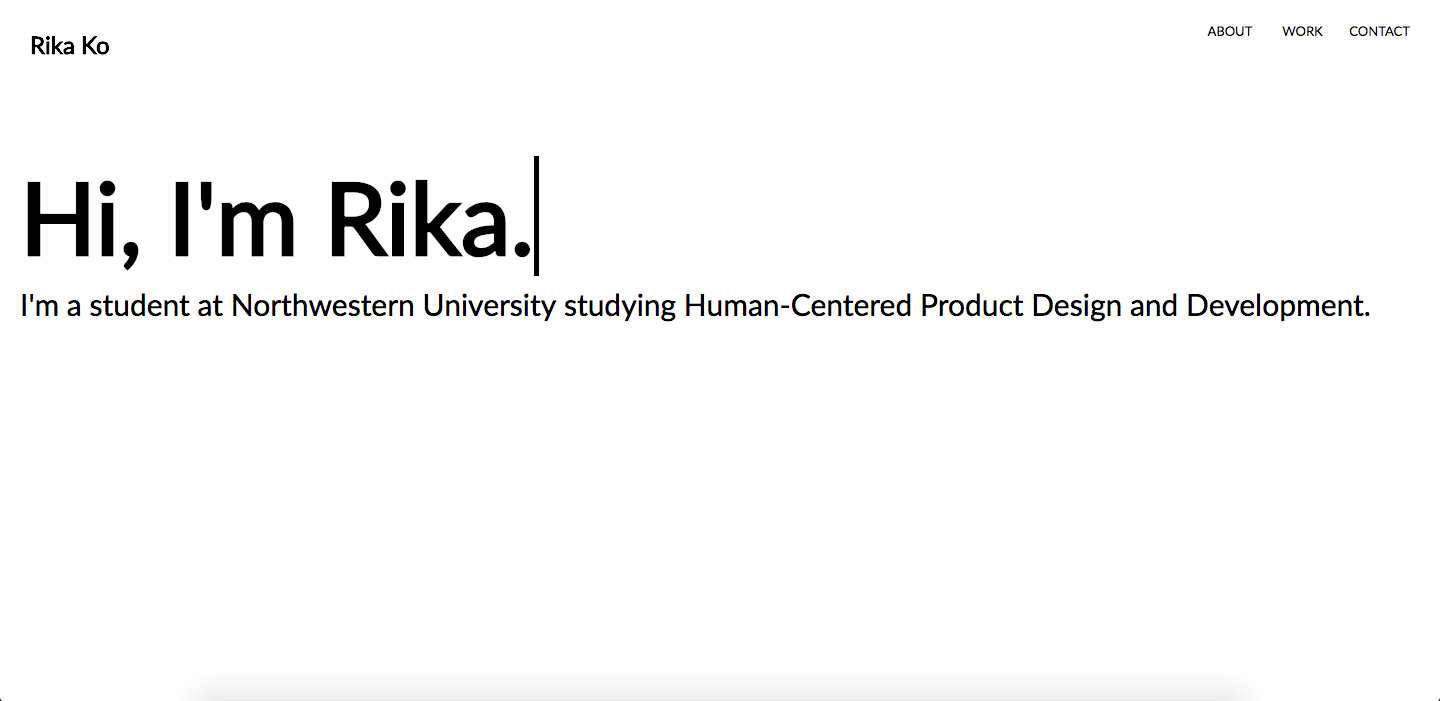 Rika Ko
ABOUT WORK CONTACT
Hi, I'm Rika.
I'm a student at Northwestern University studying Human-Centered Product Design and Development.